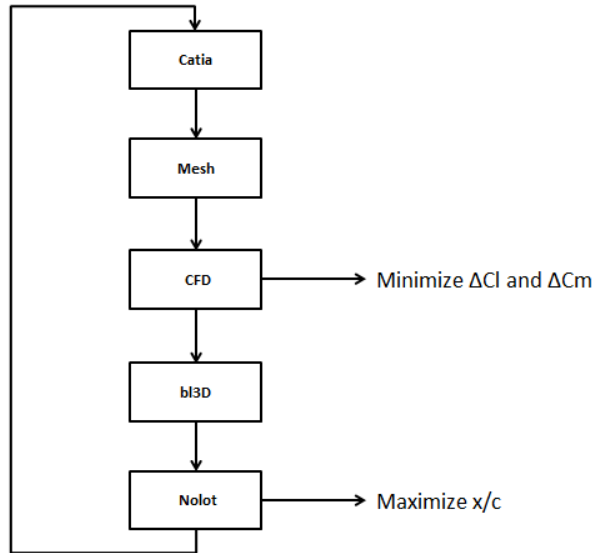 Catia
Mesh
CFD
Minimize ΔCl and ΔCm
bl3D
Nolot
Maximize x/c